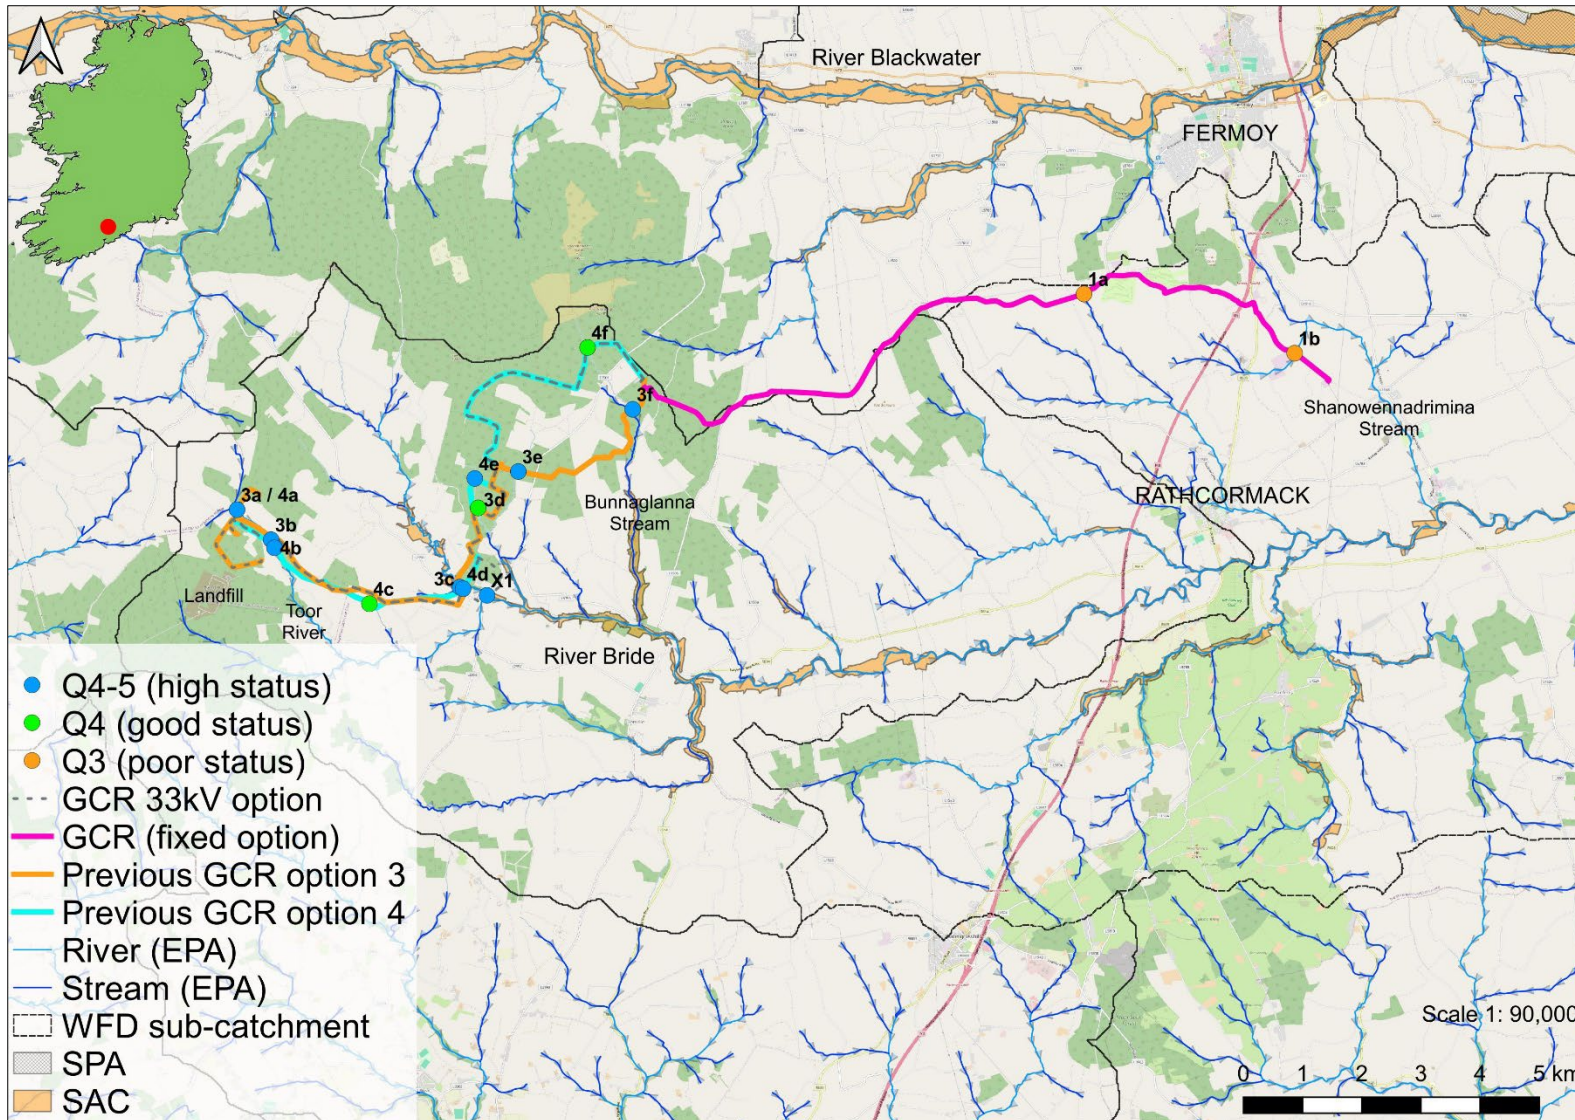 River Blackwater
FERMOY
1a
4f
1b
3f
Shanowennadrimina
Stream
3e
4e
3d
Bunnaglanna
Stream
RATHCORMACK
3a / 4a
3b
4b
3c
4d
X1
4c
Landfill
Toor
River
River Bride
Q4-5 (high status)
Q4 (good status)
Q3 (poor status)
GCR 33kV option
GCR (fixed option)
Previous GCR option 3
Previous GCR option 4
River (EPA)
Stream (EPA)
WFD sub-catchment
SPA
SAC
Scale 1: 90,000
0 1 2 3 4 5 km